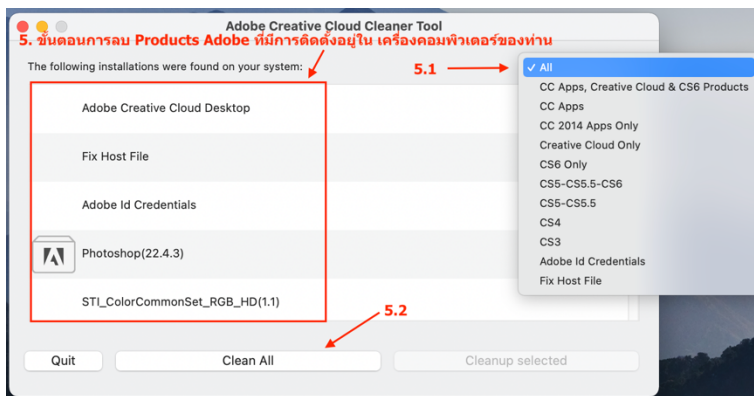 Adobe Creative Cloud Cleaner Tool
5. ขั้นตอนการลบ Products Adobe ที่มีการติดตั้งอยู่ใน เครื่องคอมพิวเตอร์ของท่าน
The following installations were found on your system:
5.1
✓ All
CC Apps, Creative Cloud & CS6 Products
CC Apps
CC 2014 Apps Only
Creative Cloud Only
CS6 Only
CS5-CS5.5-CS6
CS5-CS5.5
CS4
CS3
Adobe Id Credentials
Fix Host File
Adobe Creative Cloud Desktop
Fix Host File
Adobe Id Credentials
Photoshop(22.4.3)
STI_ColorCommonSet_RGB_HD(1.1)
5.2
Quit
Clean All
Cleanup selected